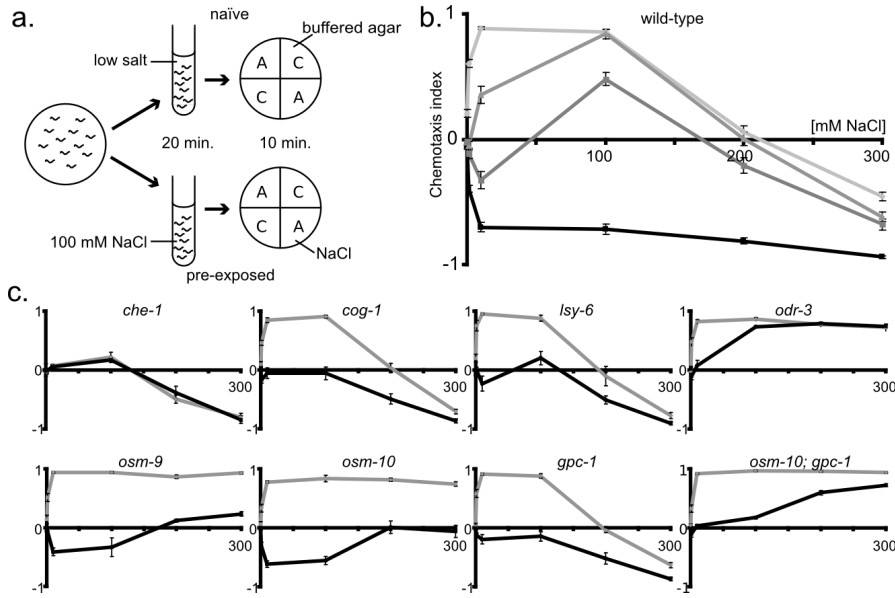 a.
naïve
buffered agar
low salt
A C
C A
20 min.
10 min.
A C
C A
100 mM NaCl
NaCl
pre-exposed
b.
wild-type
1
Chemotaxis index
0
[mM NaCl]
100
200
300
-1
c.
che-1
1
0
300
-1
cog-1
1
0
300
-1
lsy-6
1
0
300
-1
odr-3
1
0
300
-1
osm-9
1
0
300
-1
osm-10
1
0
300
-1
gpc-1
1
0
300
-1
osm-10; gpc-1
1
0
300
-1